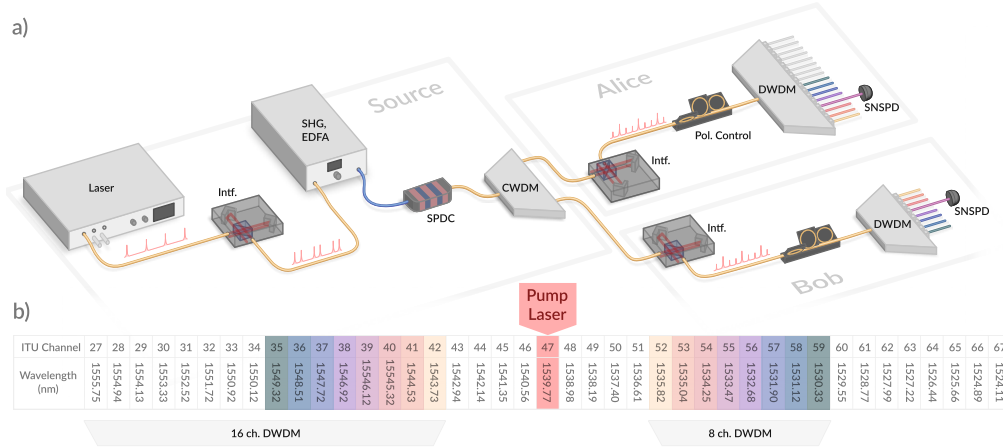 a)
Source
Alice
Bob
Laser
Intf.
SHG,
EDFA
SPDC
CWDM
Intf.
Pol. Control
DWDM
SNSPD
Intf.
DWDM
SNSPD
b)
Pump
Laser
ITU Channel 27 28 29 30 31 32 33 34 35 36 37 38 39 40 41 42 43 44 45 46 47 48 49 50 51 52 53 54 55 56 57 58 59 60 61 62 63 64 65 66 67
Wavelength
(nm)
1555.75 1554.94 1554.13 1553.33 1552.52 1551.72 1550.92 1550.12 1549.32 1548.51 1547.72 1546.92 15546.12 15545.32 1544.53 1543.73 1542.94 1542.14 1541.35 1540.56 1539.77 1538.98 1538.19 1537.40 1536.61 1535.82 1535.04 1534.25 1533.47 1532.68 1531.90 1531.12 1530.33 1529.55 1528.77 1527.99 1527.22 1526.44 1525.66 1524.89 1524.11
16 ch. DWDM
8 ch. DWDM